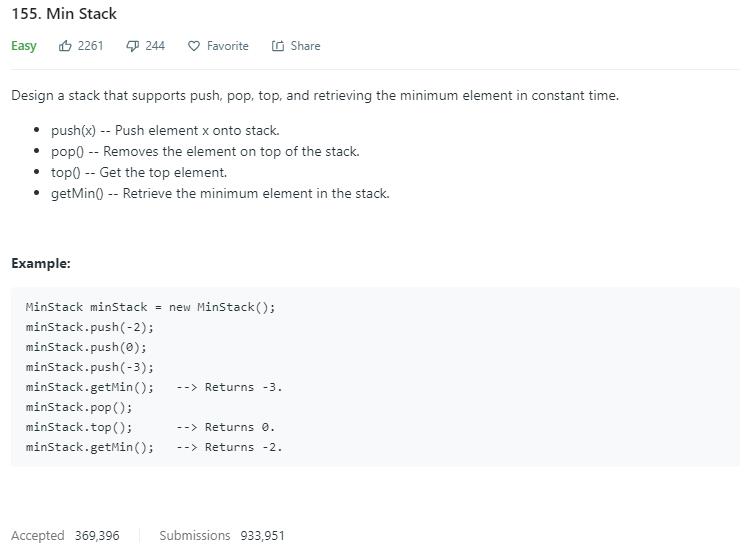 155. Min Stack
Easy 2261 244 Favorite Share
Design a stack that supports push, pop, top, and retrieving the minimum element in constant time.
• push(x) -- Push element x onto stack.
• pop() -- Removes the element on top of the stack.
• top() -- Get the top element.
• getMin() -- Retrieve the minimum element in the stack.
Example:
MinStack minStack = new MinStack();
minStack.push(-2);
minStack.push(0);
minStack.push(-3);
minStack.getMin();   --> Returns -3.
minStack.pop();
minStack.top();      --> Returns 0.
minStack.getMin();   --> Returns -2.
Accepted 369,396 Submissions 933,951